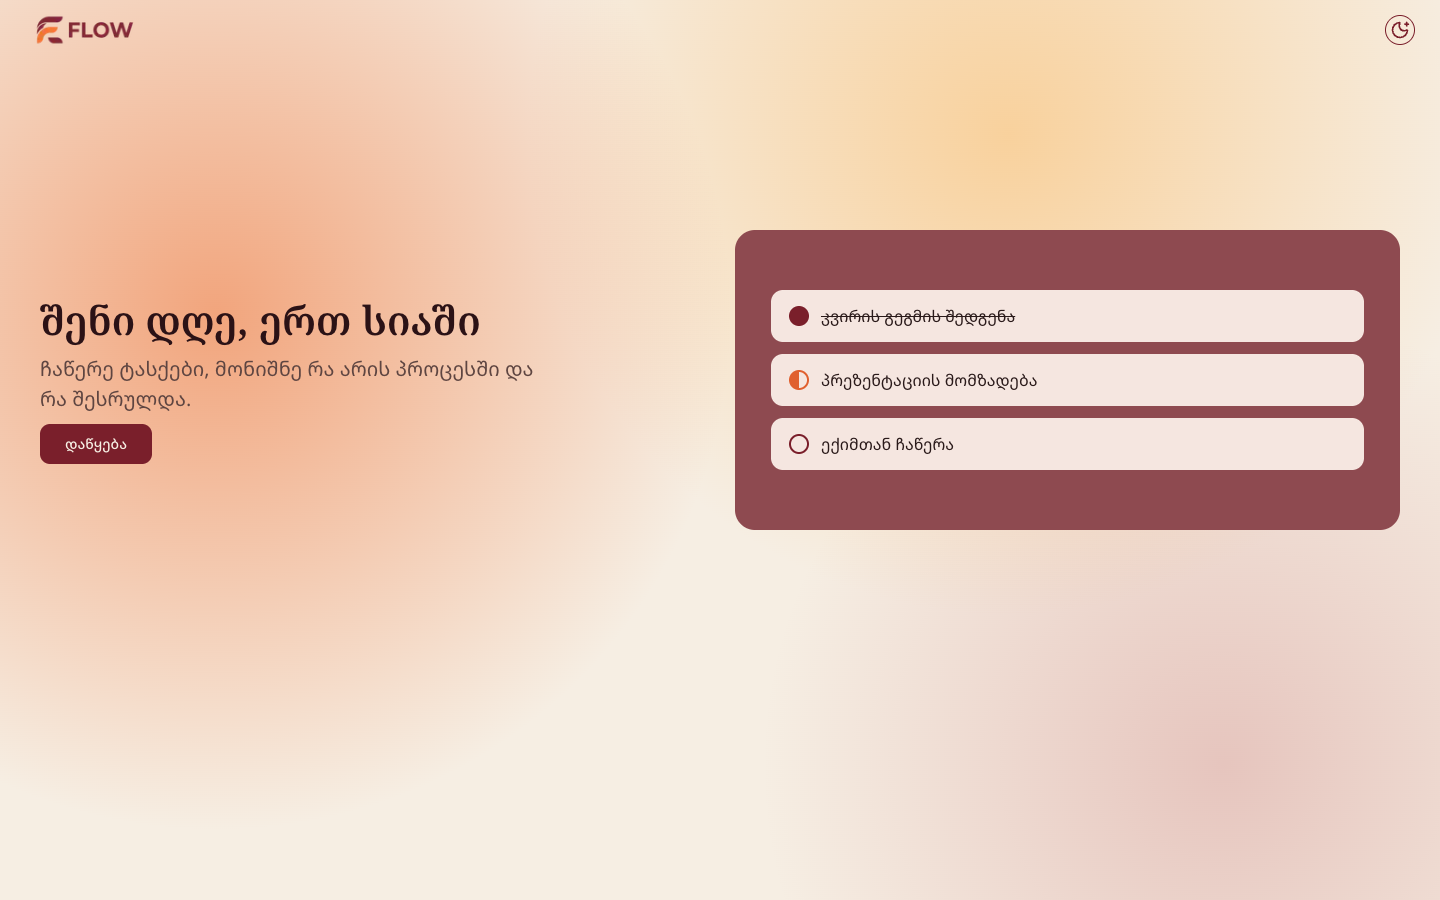 FLOW
შენი დღე, ერთ სიაში
ჩაწერე ტასქები, მონიშნე რა არის პროცესში და
რა შესრულდა.
დაწყება
კვირის გეგმის შედგენა
პრეზენტაციის მომზადება
ექიმთან ჩაწერა